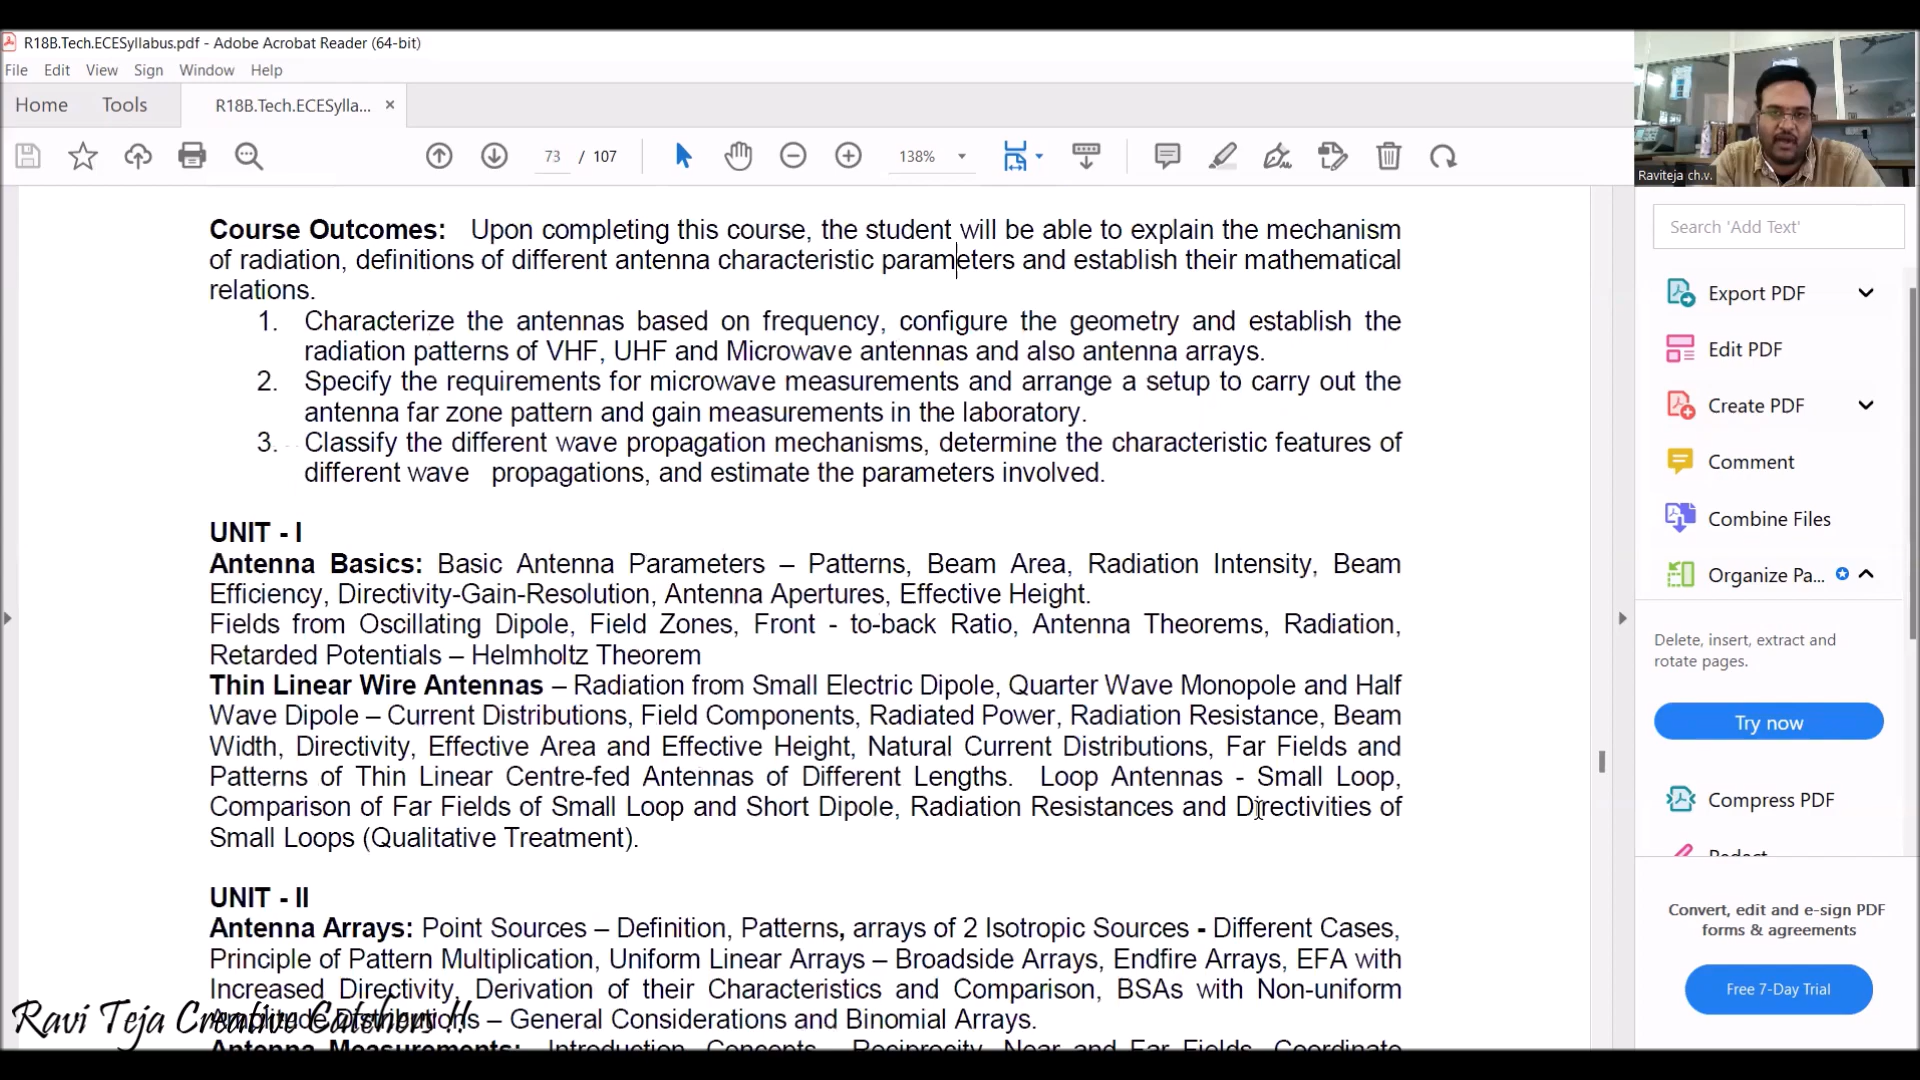 R18B.Tech.ECESyllabus.pdf - Adobe Acrobat Reader (64-bit)
File Edit View Sign Window Help
Home Tools R18B.Tech.ECESylla... ×
73 / 107 138%
Raviteja ch.v.
Course Outcomes: Upon completing this course, the student will be able to explain the mechanism
of radiation, definitions of different antenna characteristic parameters and establish their mathematical
relations.
1. Characterize the antennas based on frequency, configure the geometry and establish the
radiation patterns of VHF, UHF and Microwave antennas and also antenna arrays.
2. Specify the requirements for microwave measurements and arrange a setup to carry out the
antenna far zone pattern and gain measurements in the laboratory.
3. Classify the different wave propagation mechanisms, determine the characteristic features of
different wave propagations, and estimate the parameters involved.
UNIT - I
Antenna Basics: Basic Antenna Parameters – Patterns, Beam Area, Radiation Intensity, Beam
Efficiency, Directivity-Gain-Resolution, Antenna Apertures, Effective Height.
Fields from Oscillating Dipole, Field Zones, Front - to-back Ratio, Antenna Theorems, Radiation,
Retarded Potentials – Helmholtz Theorem
Thin Linear Wire Antennas – Radiation from Small Electric Dipole, Quarter Wave Monopole and Half
Wave Dipole – Current Distributions, Field Components, Radiated Power, Radiation Resistance, Beam
Width, Directivity, Effective Area and Effective Height, Natural Current Distributions, Far Fields and
Patterns of Thin Linear Centre-fed Antennas of Different Lengths. Loop Antennas - Small Loop,
Comparison of Far Fields of Small Loop and Short Dipole, Radiation Resistances and Directivities of
Small Loops (Qualitative Treatment).
UNIT - II
Antenna Arrays: Point Sources – Definition, Patterns, arrays of 2 Isotropic Sources - Different Cases,
Principle of Pattern Multiplication, Uniform Linear Arrays – Broadside Arrays, Endfire Arrays, EFA with
Increased Directivity, Derivation of their Characteristics and Comparison, BSAs with Non-uniform
Amplitude Distributions – General Considerations and Binomial Arrays.
Antenna Measurements: Introduction, Concepts - Reciprocity, Near and Far Fields, Coordinate
Ravi Teja Creative Catchers !!
Search 'Add Text'
Export PDF
Edit PDF
Create PDF
Comment
Combine Files
Organize Pa...
Delete, insert, extract and
rotate pages.
Try now
Compress PDF
Redact
Convert, edit and e-sign PDF
forms & agreements
Free 7-Day Trial